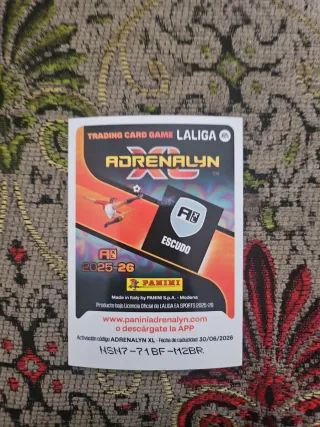 TRADING CARD GAME LALIGA
ADRENALYN
XL
ESCUDO
2025-26
PANINI
Made in Italy by PANINI S.p.A. - Modena
Producto bajo Licencia Oficial de LALIGA EA SPORTS 2025-26
www.paniniadrenalyn.com
o descárgate la APP
Activación código ADRENALYN XL - Fecha de caducidad 30/06/2026
HSN7-71BF-M2BR